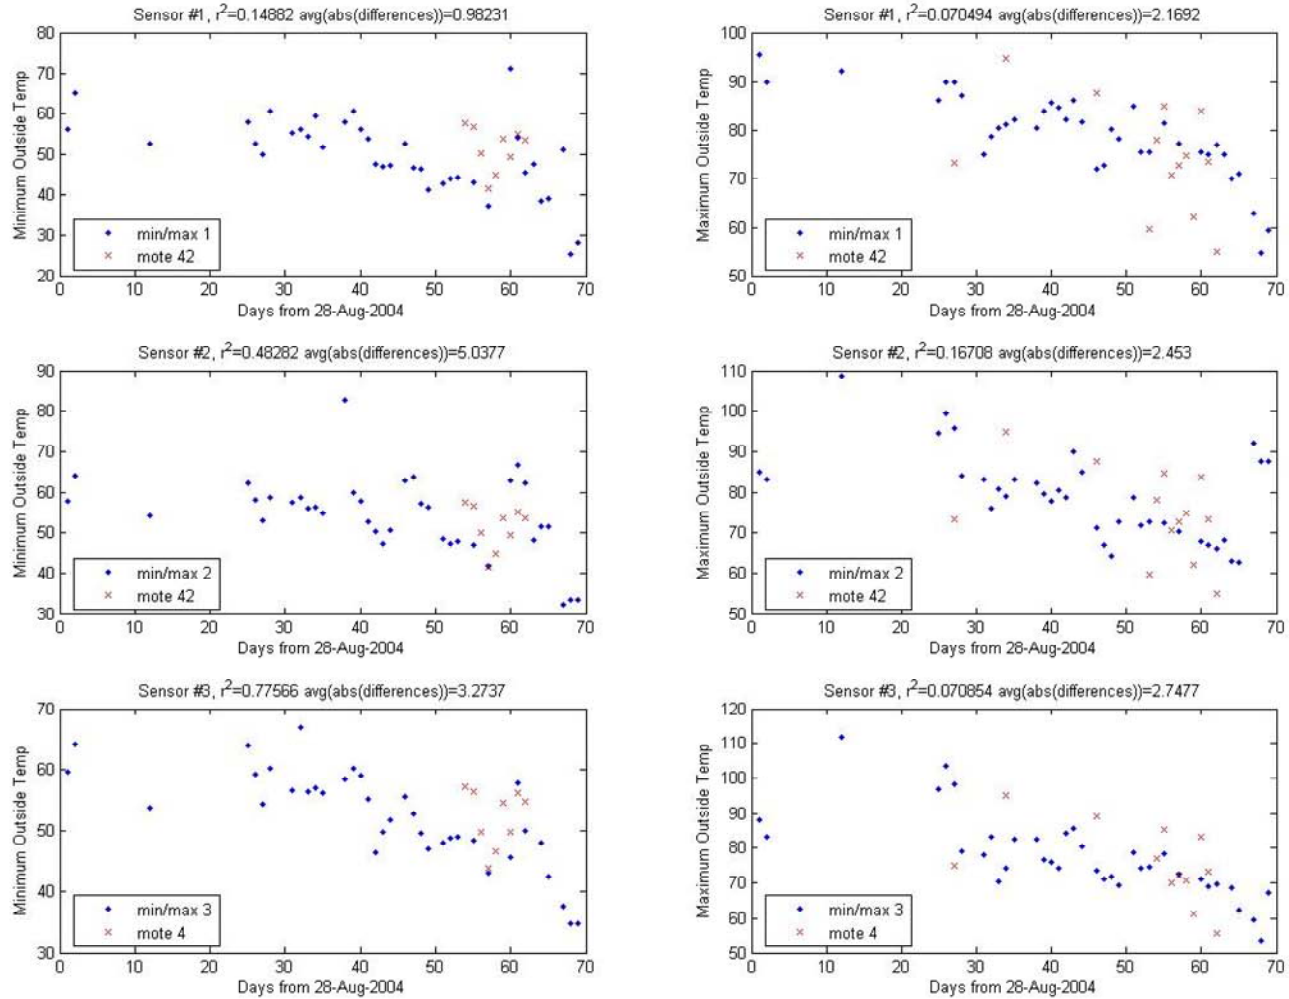 Sensor #1, r²=0.14882 avg(abs(differences))=0.98231
Minimum Outside Temp
80
70
60
50
40
30
20
min/max 1
mote 42
0 10 20 30 40 50 60 70
Days from 28-Aug-2004
Sensor #1, r²=0.070494 avg(abs(differences))=2.1692
Maximum Outside Temp
100
90
80
70
60
50
min/max 1
mote 42
0 10 20 30 40 50 60 70
Days from 28-Aug-2004
Sensor #2, r²=0.48282 avg(abs(differences))=5.0377
Minimum Outside Temp
90
80
70
60
50
40
30
min/max 2
mote 42
0 10 20 30 40 50 60 70
Days from 28-Aug-2004
Sensor #2, r²=0.16708 avg(abs(differences))=2.453
Maximum Outside Temp
110
100
90
80
70
60
50
min/max 2
mote 42
0 10 20 30 40 50 60 70
Days from 28-Aug-2004
Sensor #3, r²=0.77566 avg(abs(differences))=3.2737
Minimum Outside Temp
70
60
50
40
30
min/max 3
mote 4
0 10 20 30 40 50 60 70
Days from 28-Aug-2004
Sensor #3, r²=0.070854 avg(abs(differences))=2.7477
Maximum Outside Temp
120
110
100
90
80
70
60
50
min/max 3
mote 4
0 10 20 30 40 50 60 70
Days from 28-Aug-2004